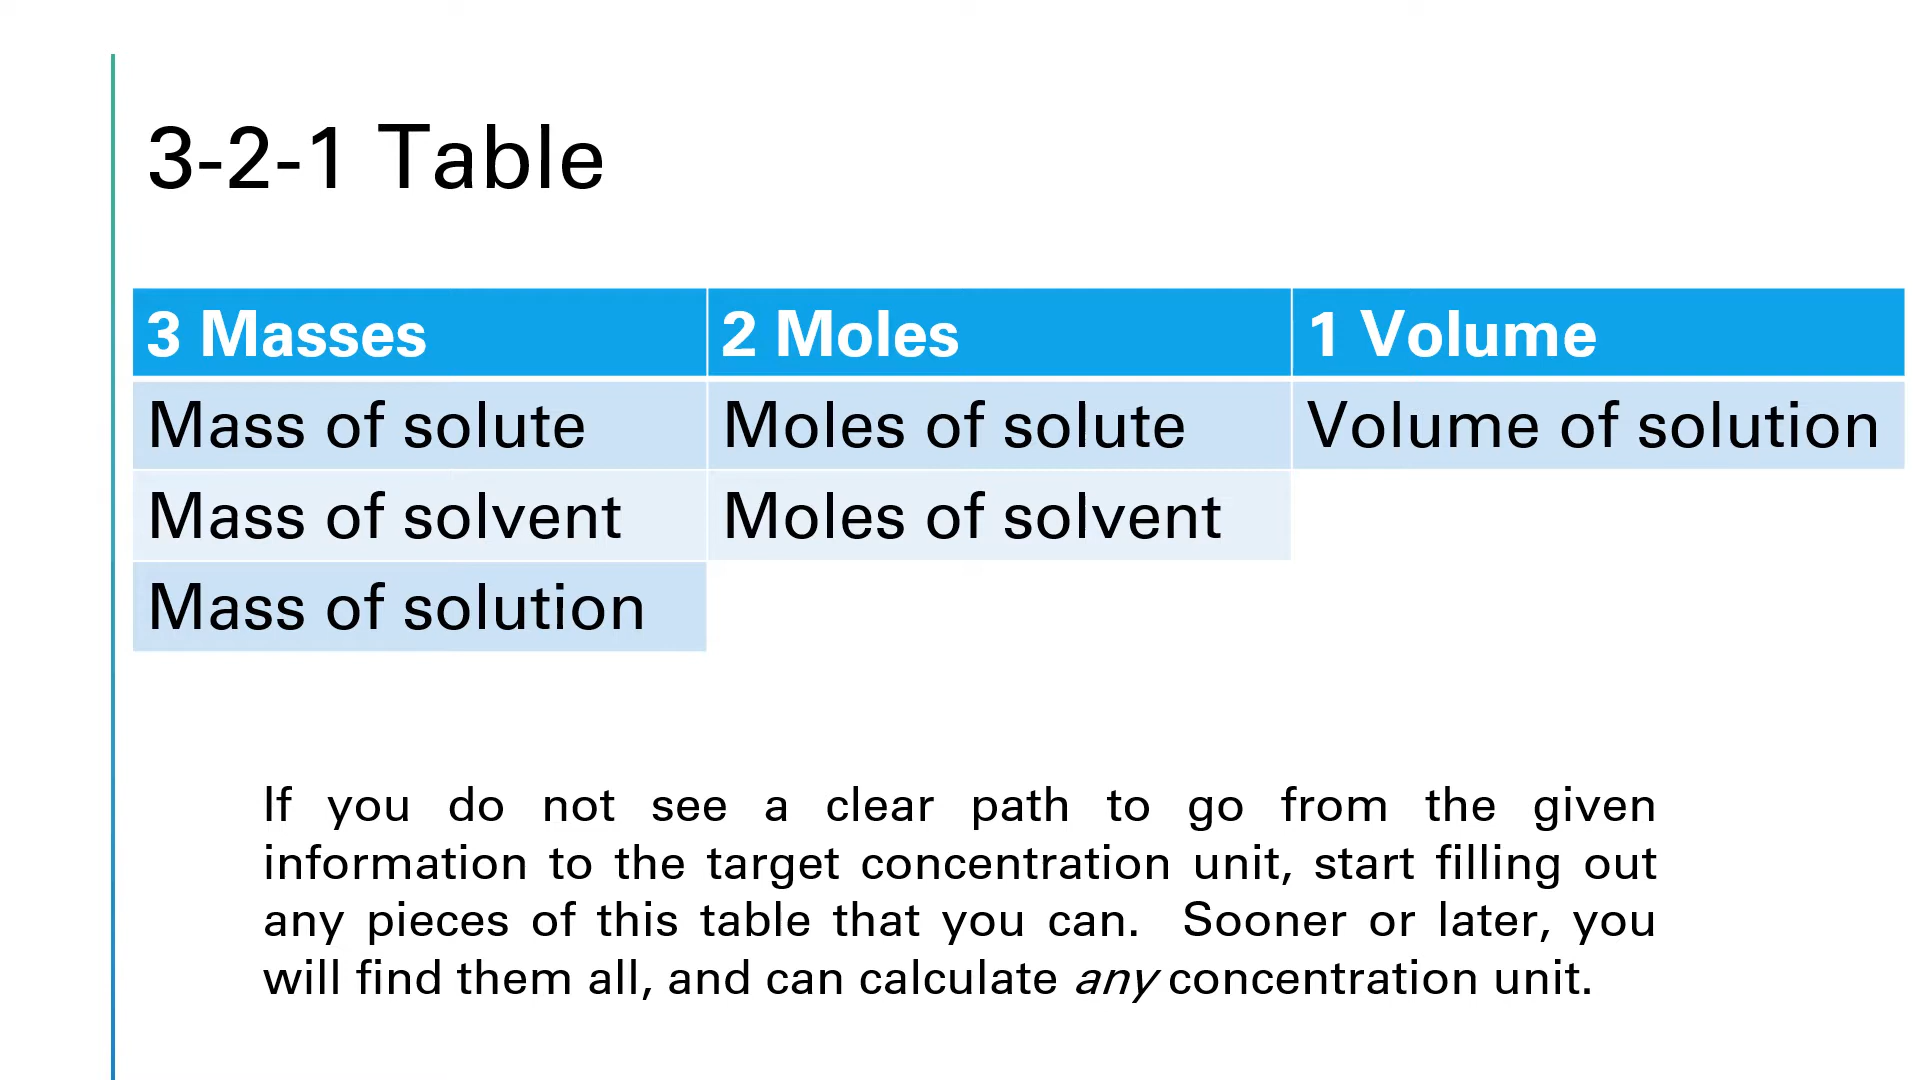 3-2-1 Table
3 Masses 2 Moles 1 Volume
Mass of solute Moles of solute Volume of solution
Mass of solvent Moles of solvent
Mass of solution
If you do not see a clear path to go from the given
information to the target concentration unit, start filling out
any pieces of this table that you can. Sooner or later, you
will find them all, and can calculate any concentration unit.